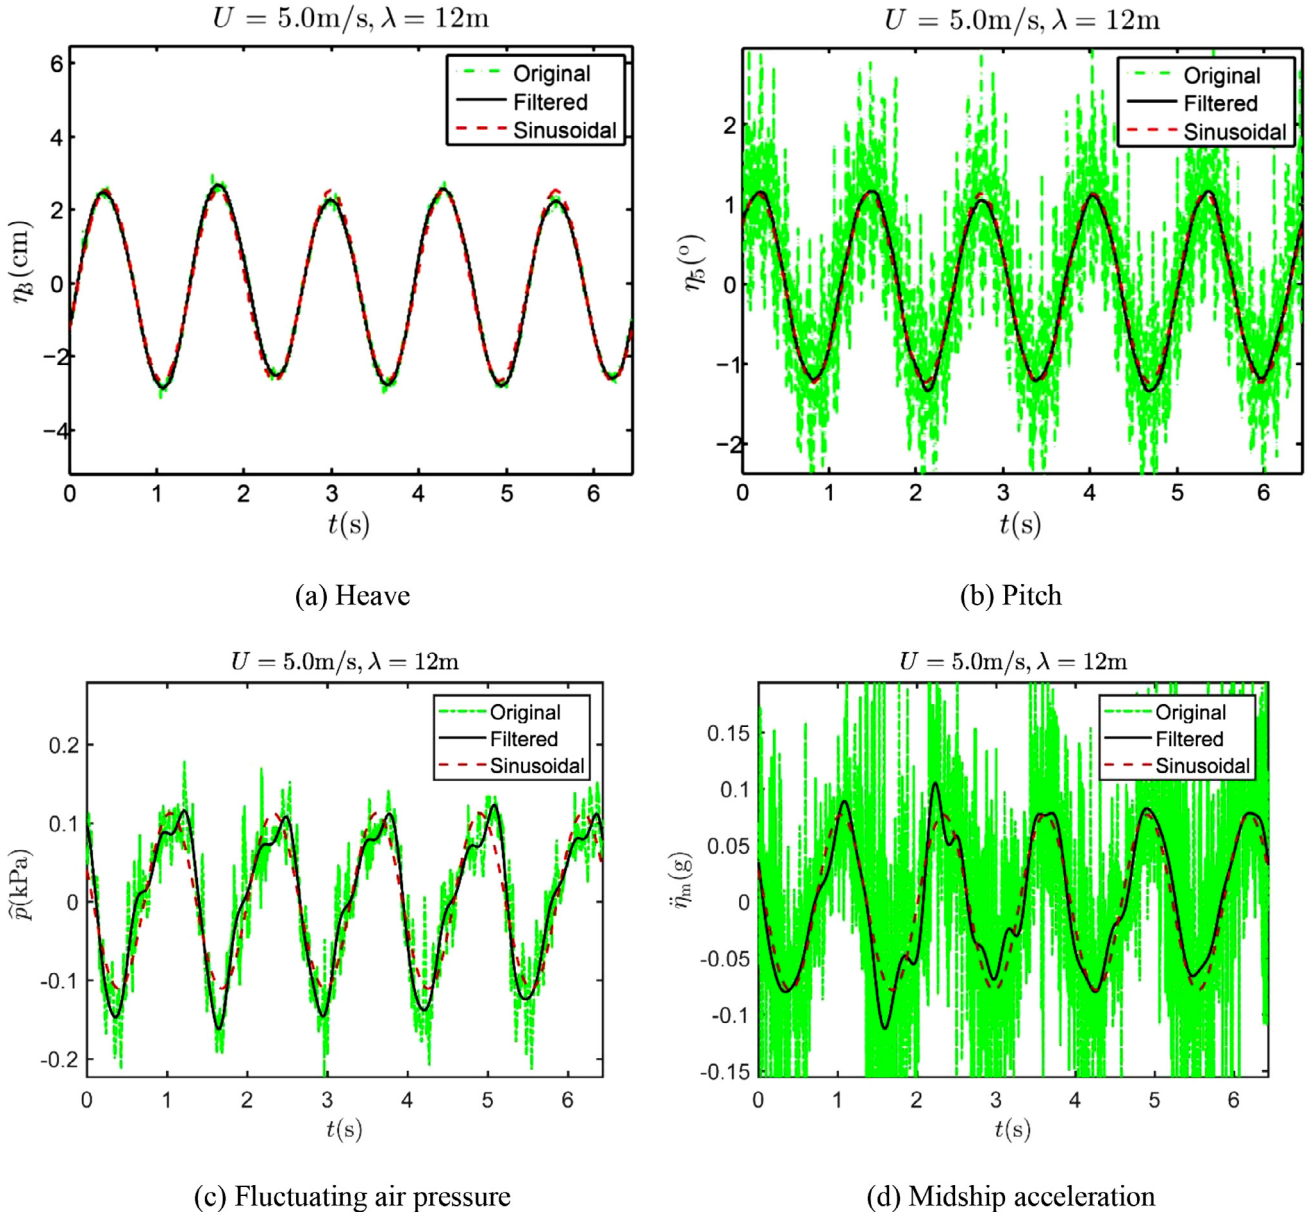 U = 5.0m/s, λ = 12m
6
4
2
0
−2
−4
η3(cm)
Original
Filtered
Sinusoidal
0 1 2 3 4 5 6
t(s)
(a) Heave
U = 5.0m/s, λ = 12m
2
1
0
−1
−2
η5(°)
Original
Filtered
Sinusoidal
0 1 2 3 4 5 6
t(s)
(b) Pitch
U = 5.0m/s, λ = 12m
0.2
0.1
0
-0.1
-0.2
p̂(kPa)
Original
Filtered
Sinusoidal
0 1 2 3 4 5 6
t(s)
(c) Fluctuating air pressure
U = 5.0m/s, λ = 12m
0.15
0.1
0.05
0
-0.05
-0.1
-0.15
η̈m(g)
Original
Filtered
Sinusoidal
0 1 2 3 4 5 6
t(s)
(d) Midship acceleration